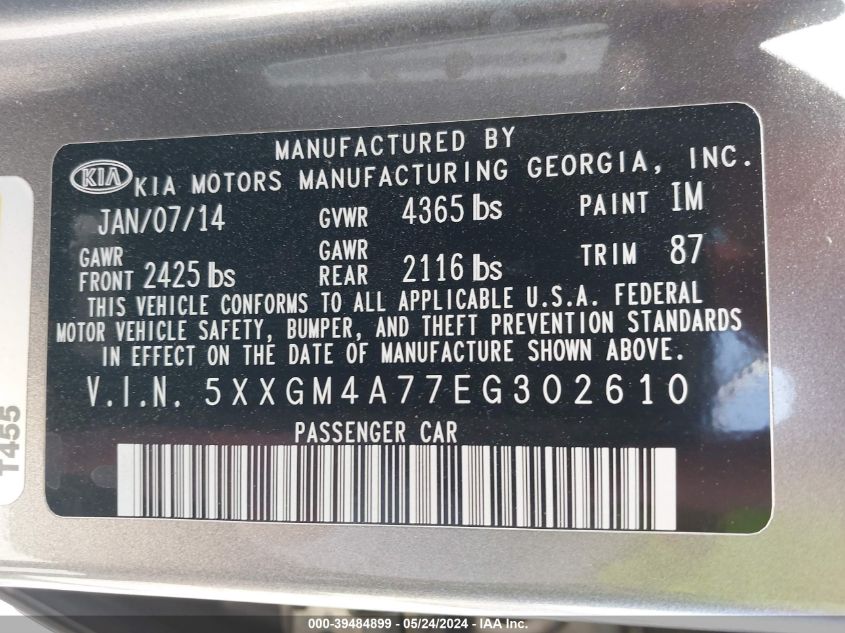 MANUFACTURED BY
KIA KIA MOTORS MANUFACTURING GEORGIA, INC.
JAN/07/14 GVWR 4365 lbs PAINT IM
GAWR FRONT 2425 lbs GAWR REAR 2116 lbs TRIM 87
THIS VEHICLE CONFORMS TO ALL APPLICABLE U.S.A. FEDERAL
MOTOR VEHICLE SAFETY, BUMPER, AND THEFT PREVENTION STANDARDS
IN EFFECT ON THE DATE OF MANUFACTURE SHOWN ABOVE.
V.I.N. 5XXGM4A77EG302610
PASSENGER CAR
T455
000-39484899 - 05/24/2024 - IAA, Inc.